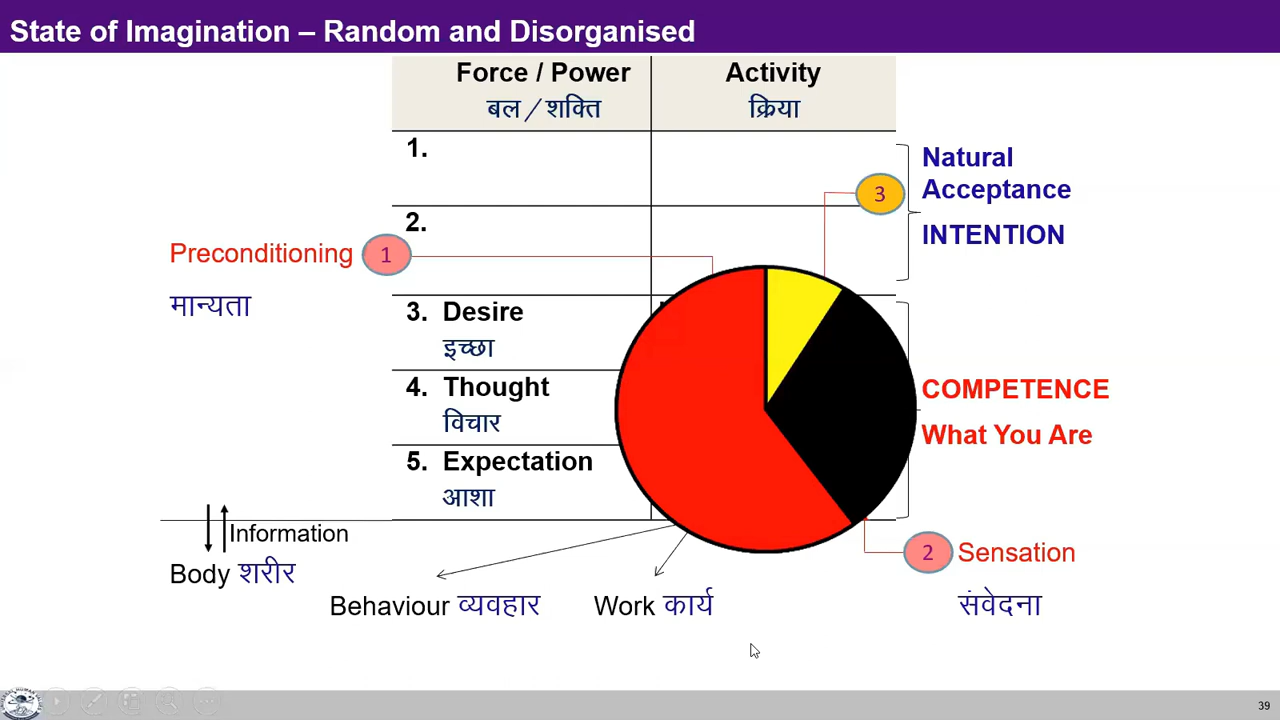 State of Imagination – Random and Disorganised
Force / Power
Activity
बल / शक्ति
क्रिया
1.
3
Natural
Acceptance
INTENTION
2.
Preconditioning
1
मान्यता
3. Desire
इच्छा
4. Thought
विचार
COMPETENCE
What You Are
5. Expectation
आशा
Information
Body शरीर
2
Sensation
संवेदना
Behaviour व्यवहार
Work कार्य
39